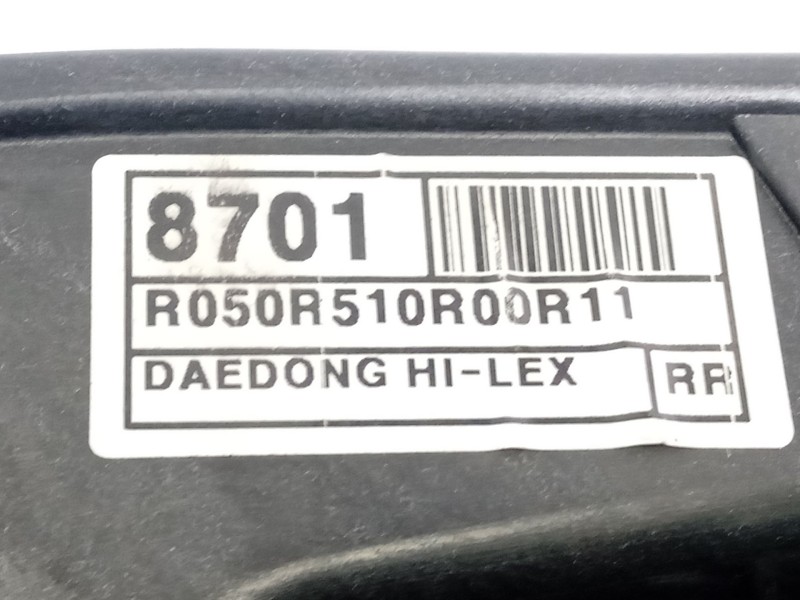 8701
R050R510R00R11
DAEDONG HI-LEX
RR